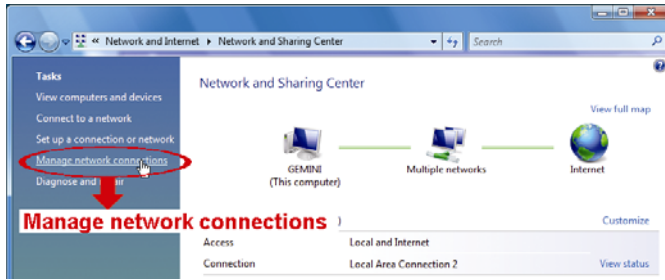 « Network and Internet ▸ Network and Sharing Center
Search
Tasks
View computers and devices
Connect to a network
Set up a connection or network
Manage network connections
Diagnose and
Network and Sharing Center
View full map
GEMINI
(This computer)
Multiple networks
Internet
Manage network connections
)
Customize
Access
Local and Internet
Connection
Local Area Connection 2
View status